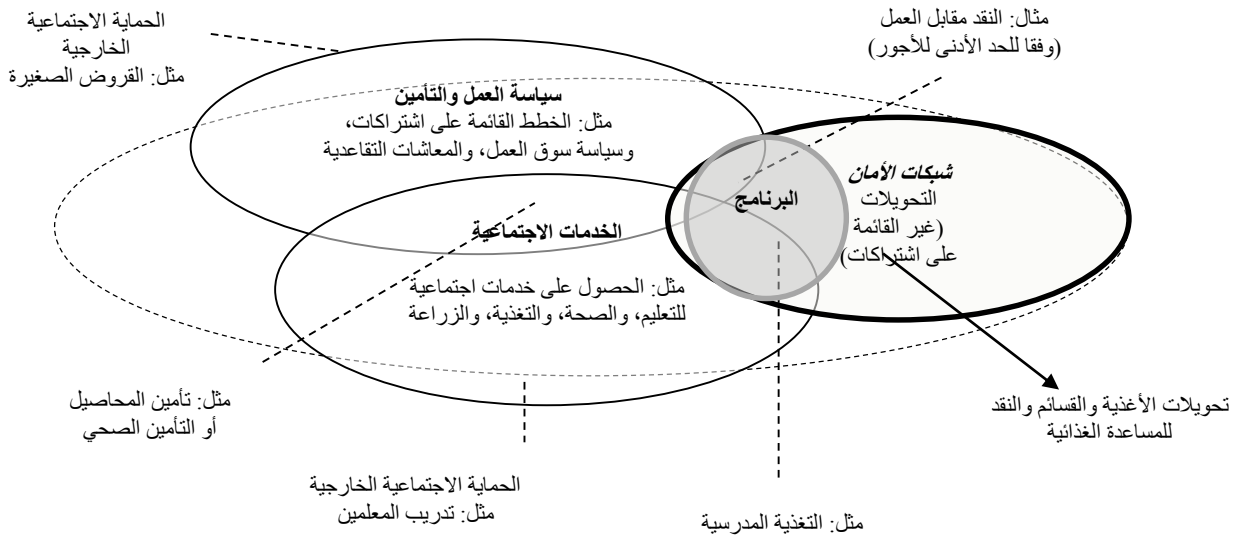 الحماية الاجتماعية
الخارجية
مثل: القروض الصغيرة
مثال: النقد مقابل العمل
(وفقا للحد الأدنى للأجور)
سياسة العمل والتأمين
مثل: الخطط القائمة على اشتراكات،
وسياسة سوق العمل، والمعاشات التقاعدية
شبكات الأمان
التحويلات
(غير القائمة
على اشتراكات)
البرنامج
الخدمات الاجتماعية
مثل: الحصول على خدمات اجتماعية
للتعليم، والصحة، والتغذية، والزراعة
مثل: تأمين المحاصيل
أو التأمين الصحي
تحويلات الأغذية والقسائم والنقد
للمساعدة الغذائية
الحماية الاجتماعية الخارجية
مثل: تدريب المعلمين
مثل: التغذية المدرسية